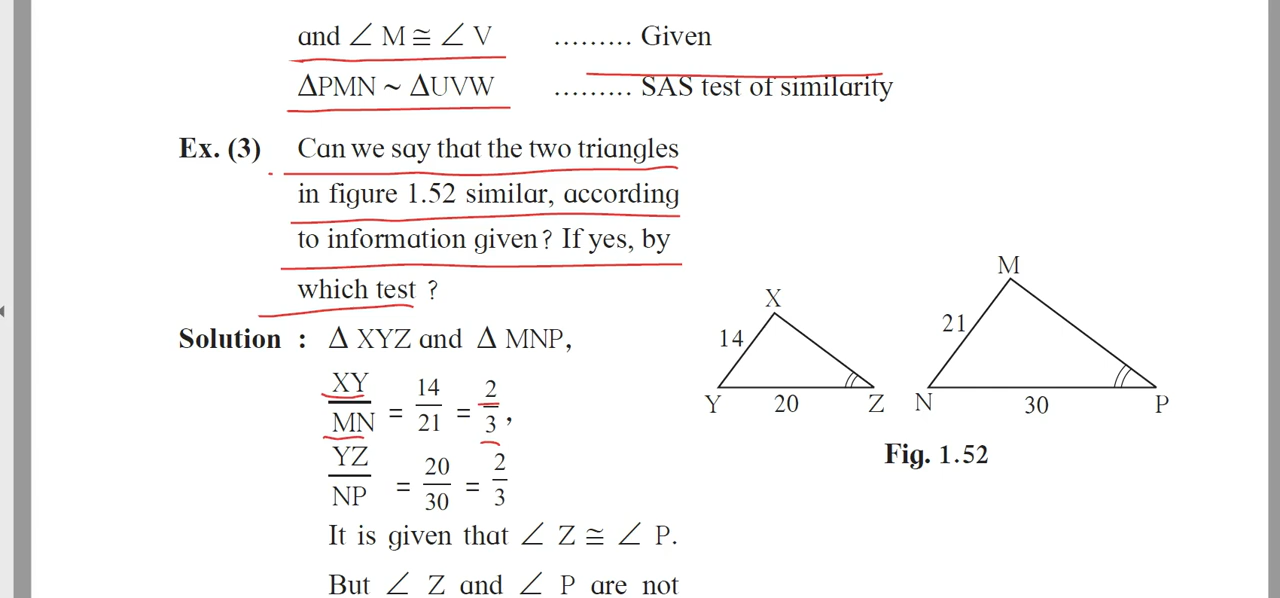 and ∠ M ≅ ∠ V ......... Given
ΔPMN ~ ΔUVW ......... SAS test of similarity
Ex. (3) Can we say that the two triangles
in figure 1.52 similar, according
to information given? If yes, by
which test ?
Solution : Δ XYZ and Δ MNP,
XY/MN = 14/21 = 2/3,
YZ/NP = 20/30 = 2/3
It is given that ∠ Z ≅ ∠ P.
But ∠ Z and ∠ P are not
X
14
Y
20
Z
M
21
N
30
P
Fig. 1.52